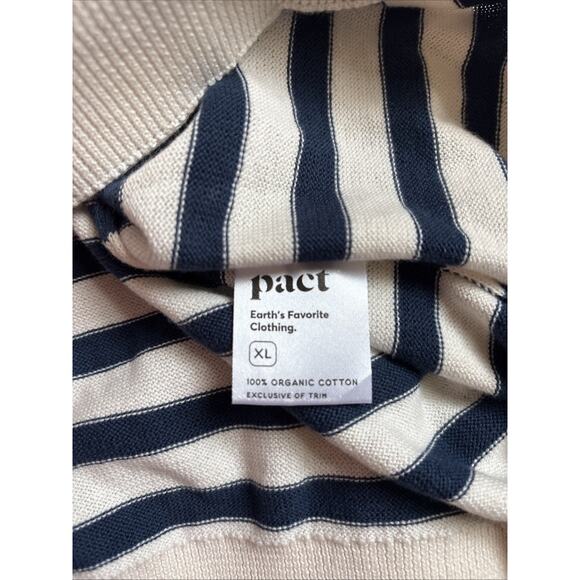 pact
Earth's Favorite
Clothing.
XL
100% ORGANIC COTTON
EXCLUSIVE OF TRIM